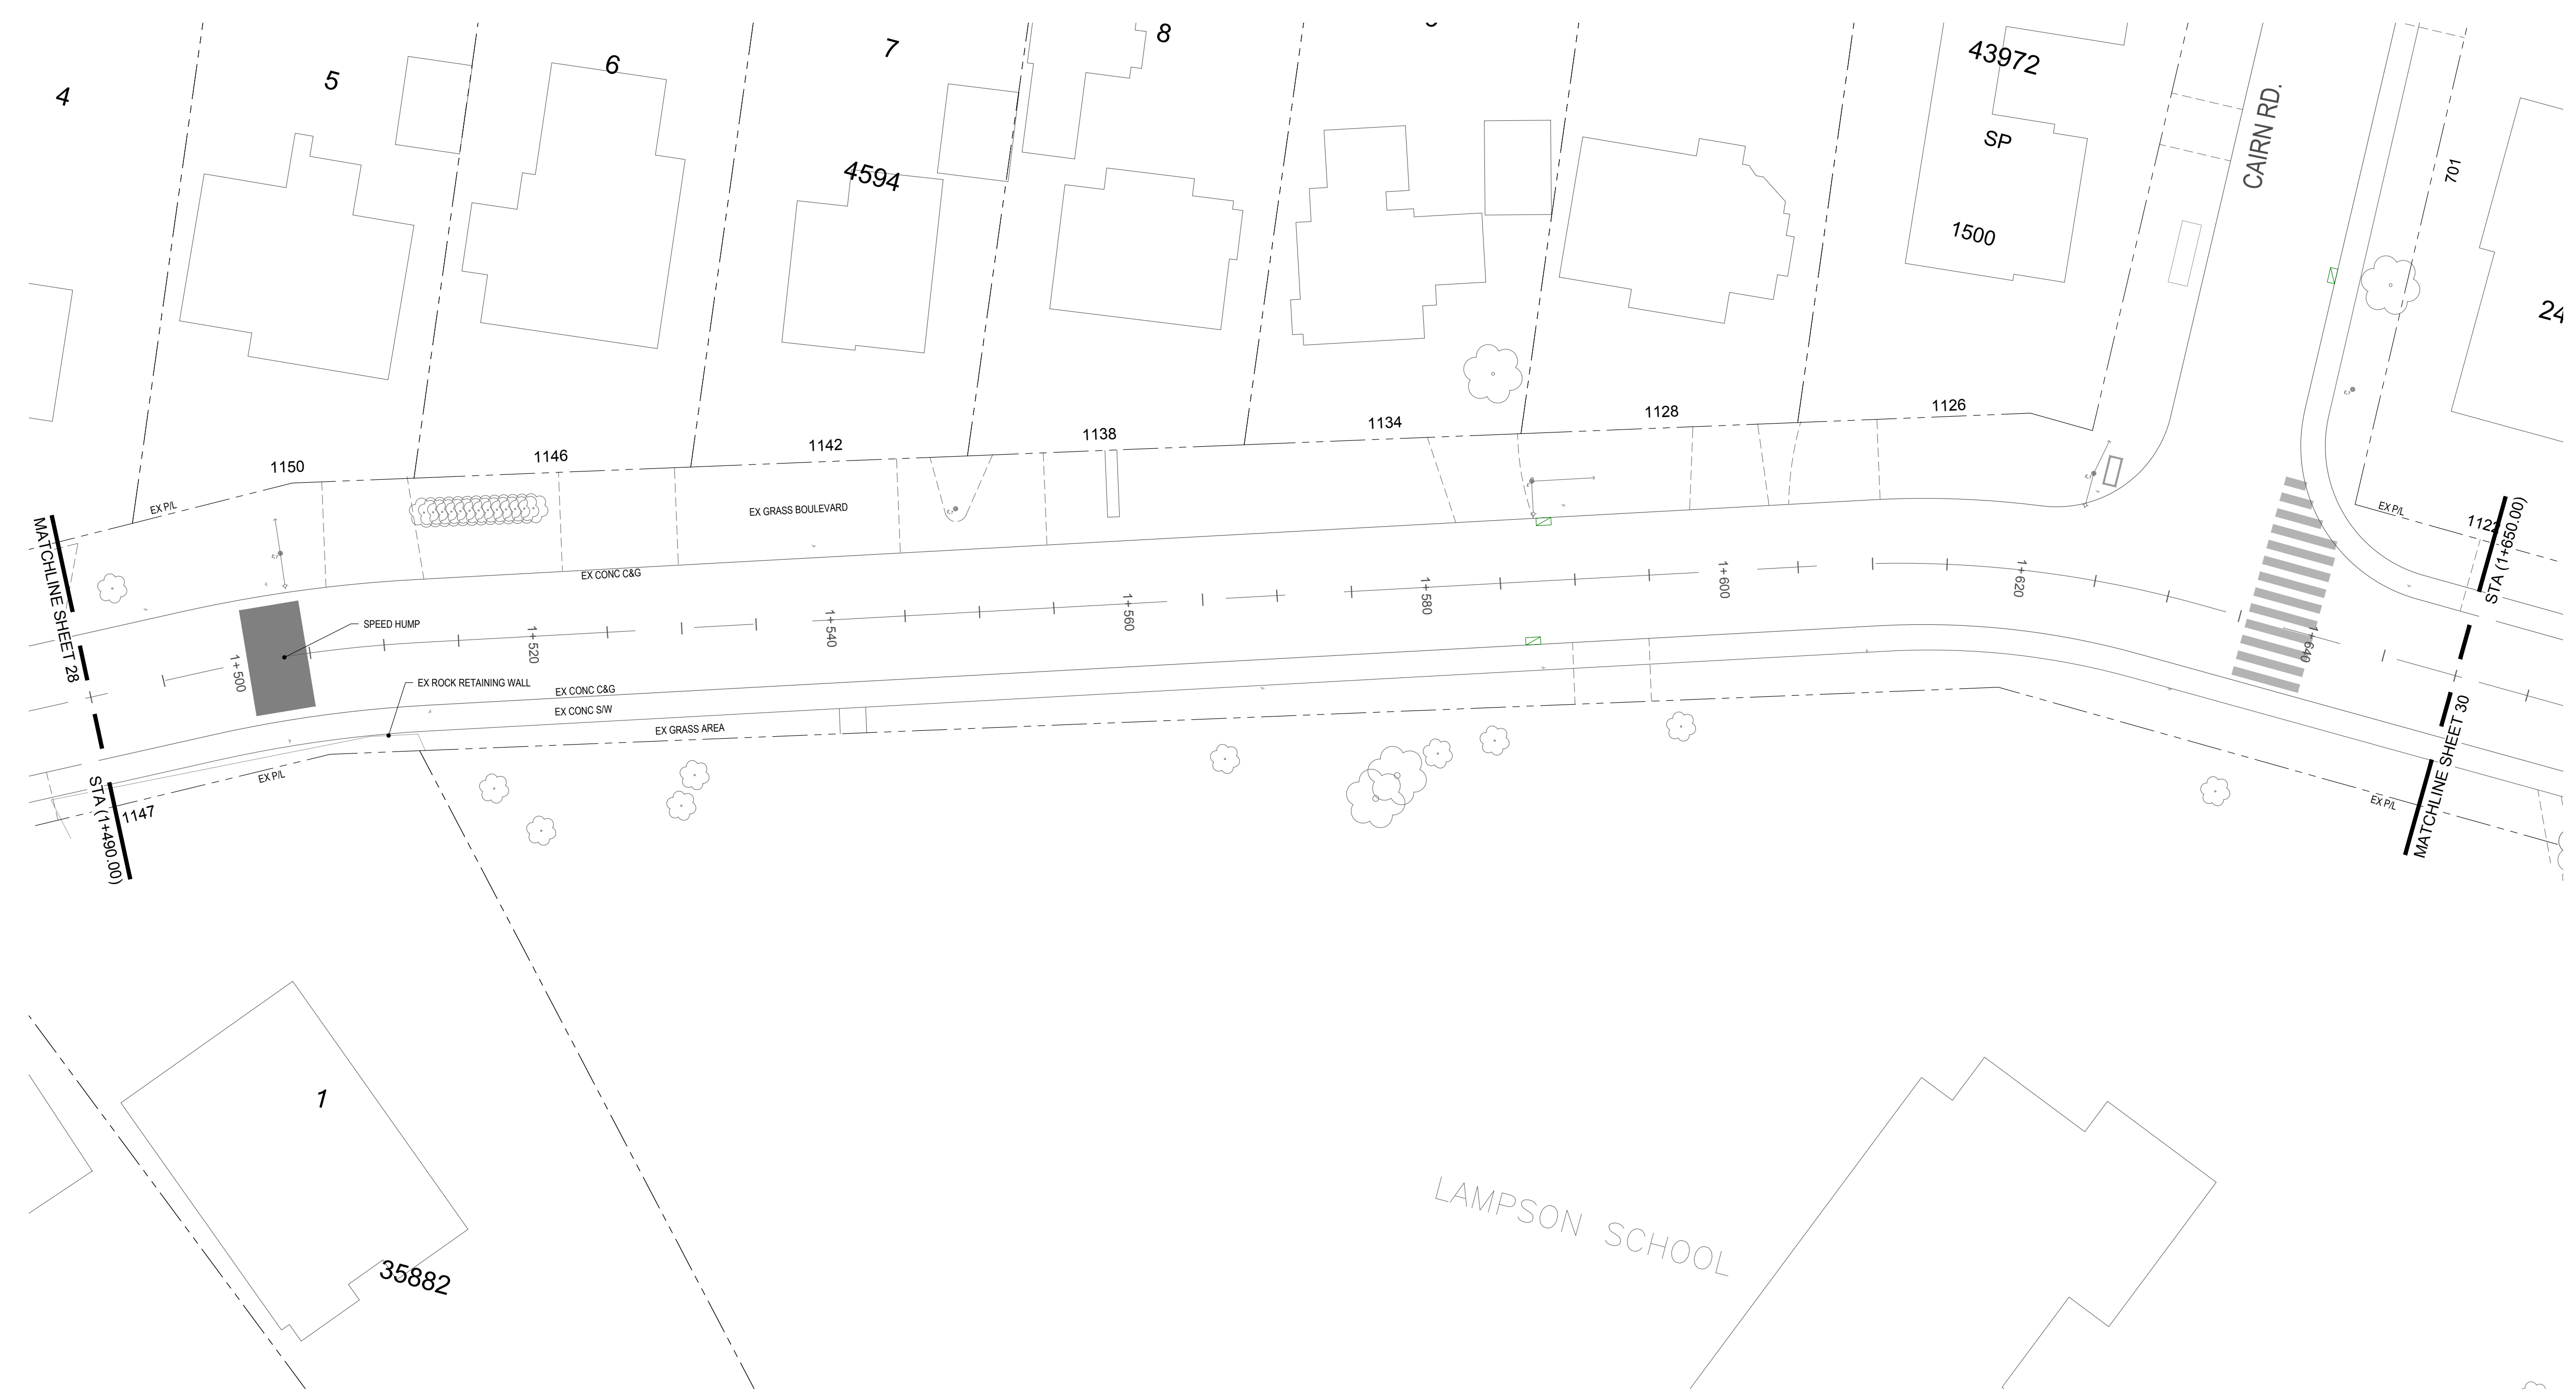 4
5
6
7
8
43972
SP
1500
4594
CAIRN RD.
701
24
1150
1146
1142
1138
1134
1128
1126
1122
EX P/L
EX P/L
EX GRASS BOULEVARD
EX CONC C&G
MATCHLINE SHEET 28
STA (1+490.00)
STA (1+650.00)
MATCHLINE SHEET 30
SPEED HUMP
1+500
1+520
1+540
1+560
1+580
1+600
1+620
1+640
EX ROCK RETAINING WALL
EX CONC C&G
EX CONC S/W
EX GRASS AREA
EX P/L
EX P/L
1147
1
35882
LAMPSON SCHOOL